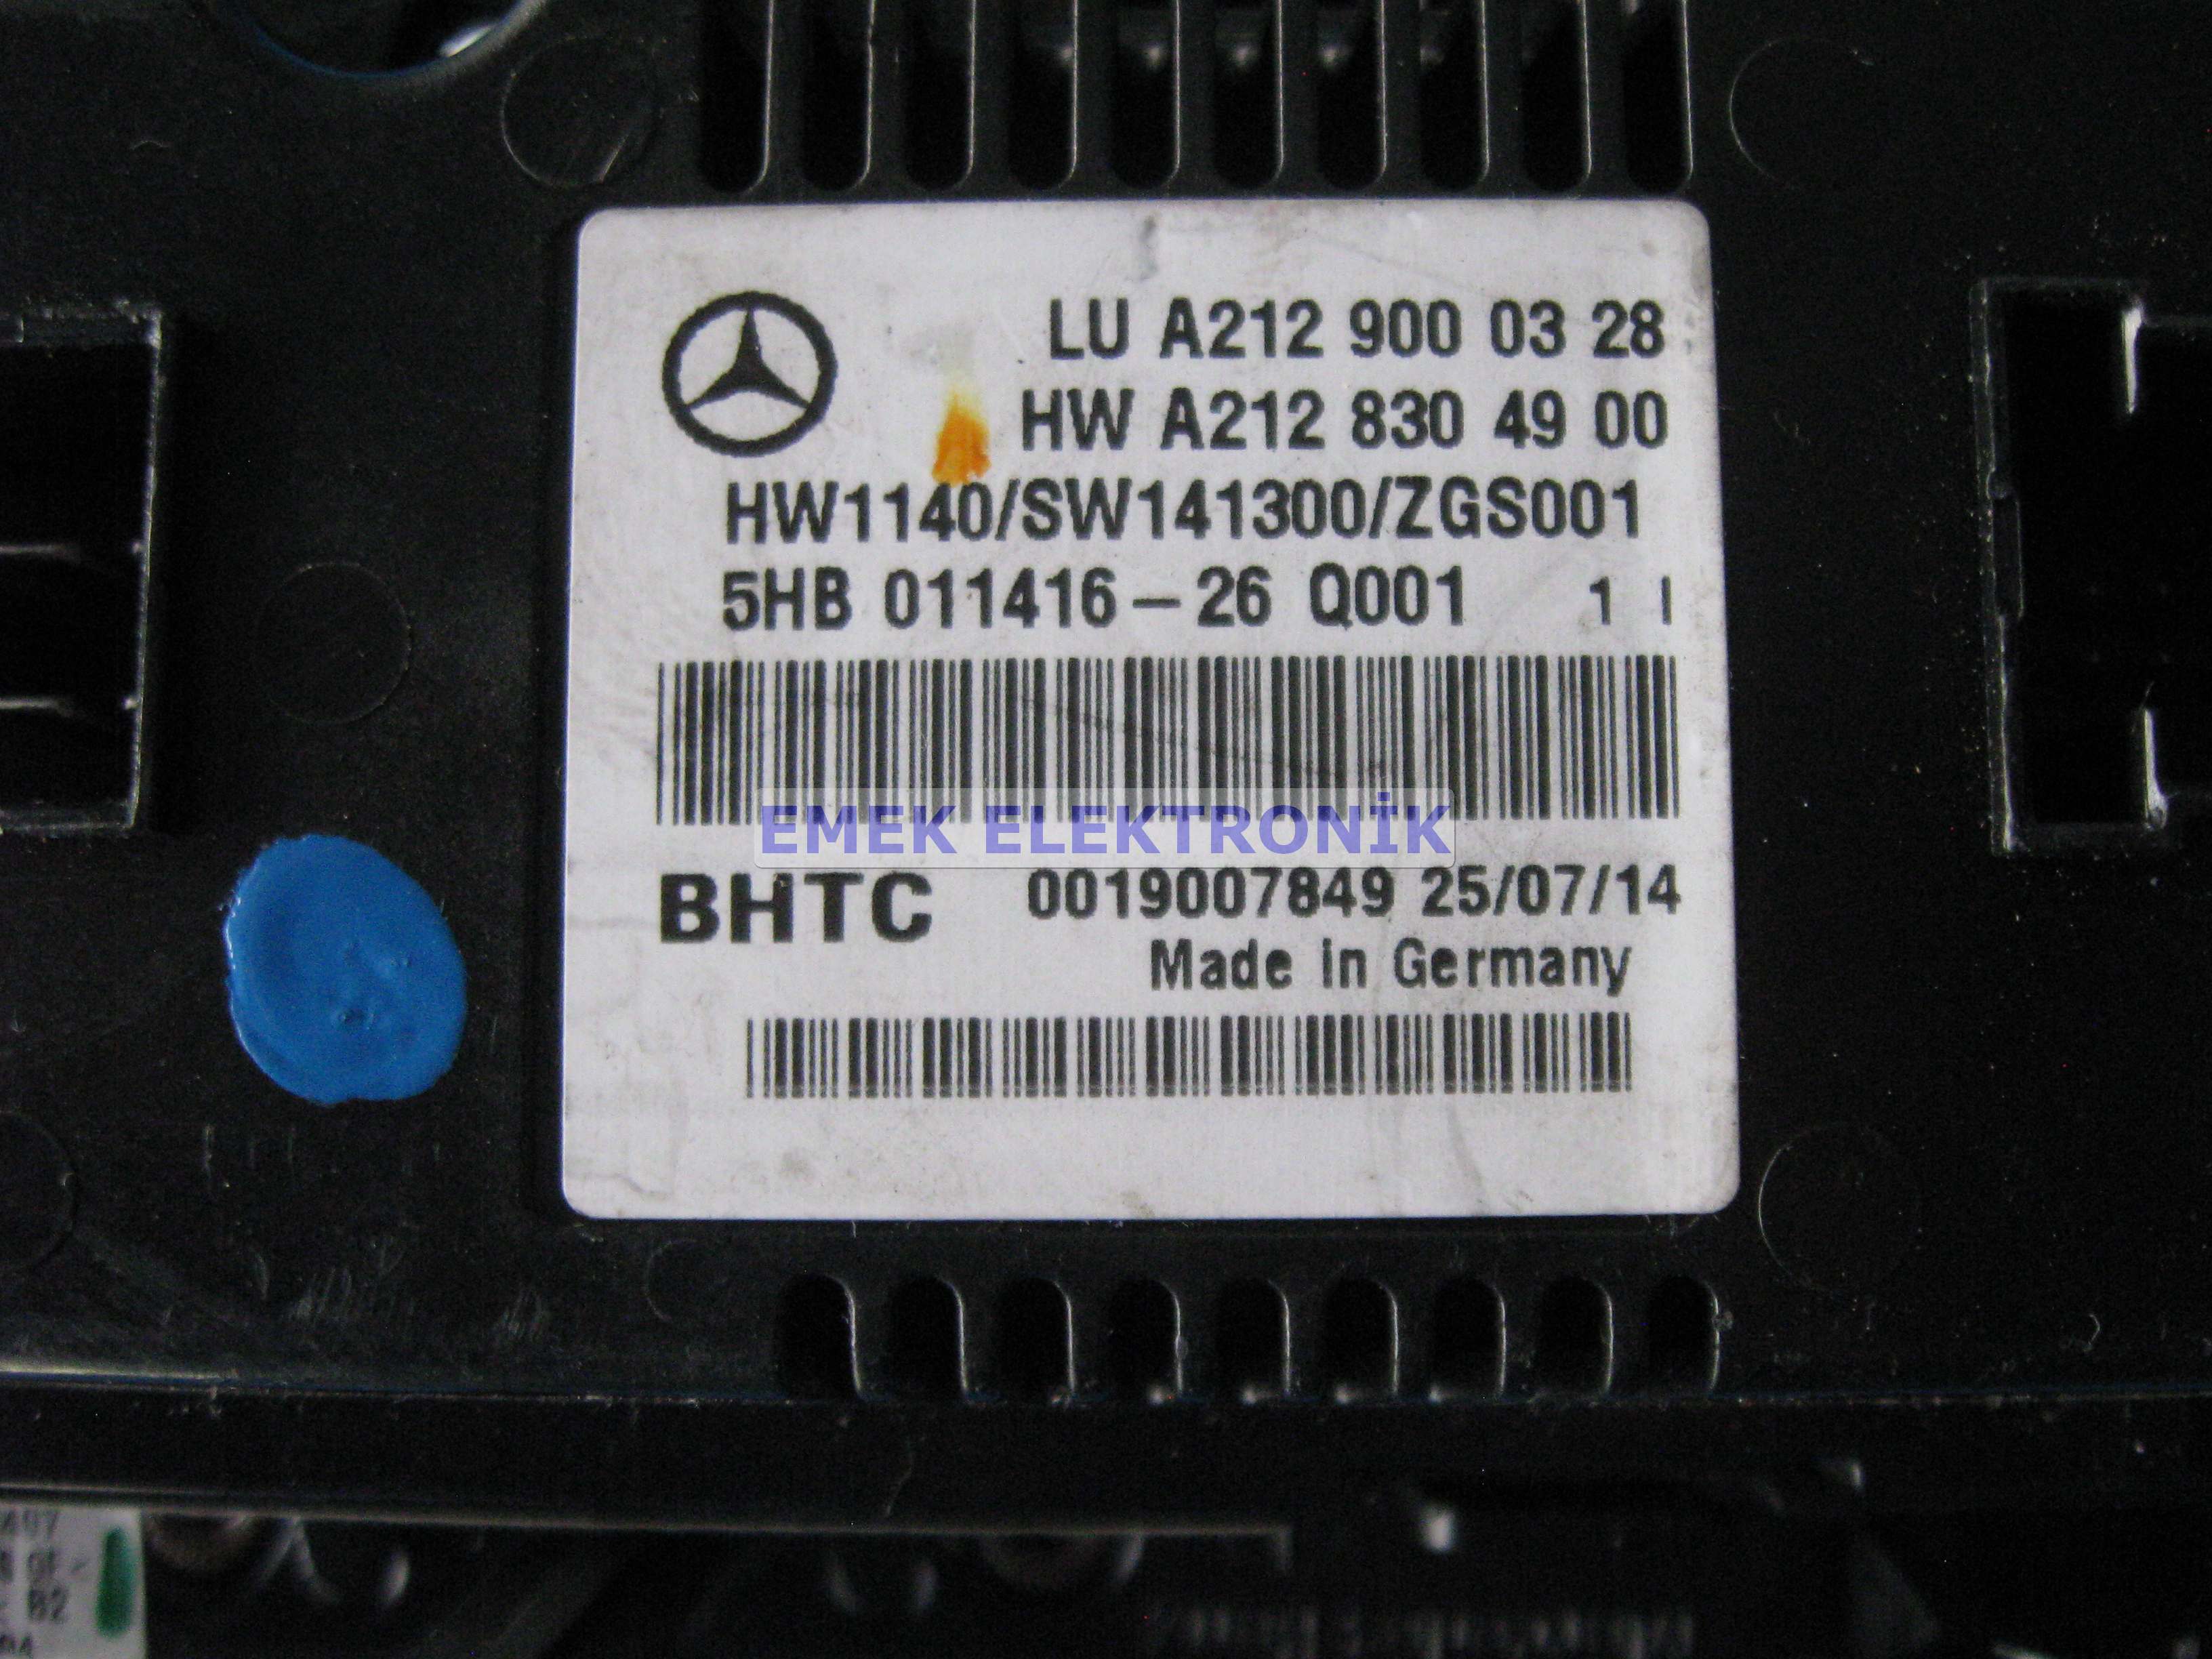 LU A212 900 03 28
HW A212 830 49 00
HW1140/SW141300/ZGS001
5HB 011416-26 Q001 1 I
EMEK ELEKTRONİK
BHTC 0019007849 25/07/14
Made in Germany
B2